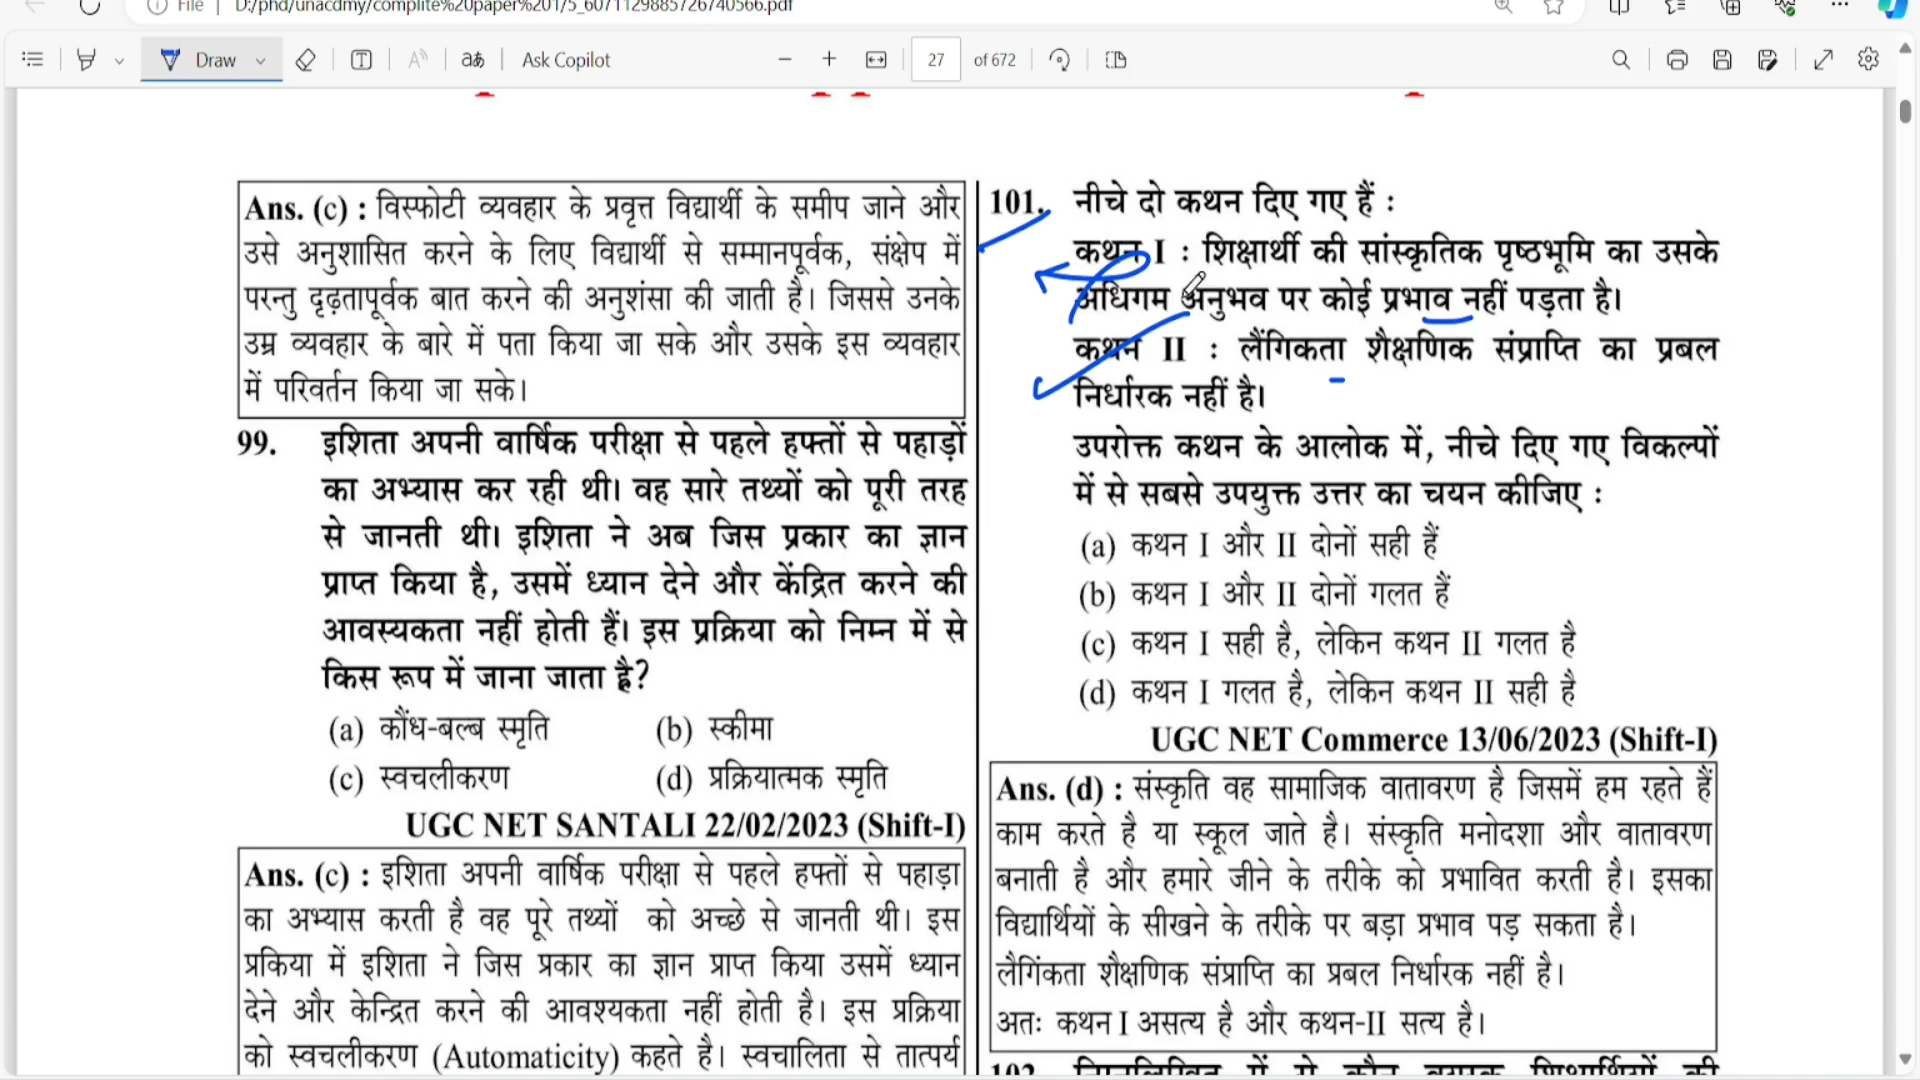 File
D:/phd/unacdmy/complite%20paper%201/5_6071129885726740566.pdf
Draw
Ask Copilot
27
of 672
Ans. (c) : विस्फोटी व्यवहार के प्रवृत्त विद्यार्थी के समीप जाने और
उसे अनुशासित करने के लिए विद्यार्थी से सम्मानपूर्वक, संक्षेप में
परन्तु दृढ़तापूर्वक बात करने की अनुशंसा की जाती है। जिससे उनके
उम्र व्यवहार के बारे में पता किया जा सके और उसके इस व्यवहार
में परिवर्तन किया जा सके।
99. इशिता अपनी वार्षिक परीक्षा से पहले हफ्तों से पहाड़ों
का अभ्यास कर रही थी। वह सारे तथ्यों को पूरी तरह
से जानती थी। इशिता ने अब जिस प्रकार का ज्ञान
प्राप्त किया है, उसमें ध्यान देने और केंद्रित करने की
आवस्यकता नहीं होती हैं। इस प्रक्रिया को निम्न में से
किस रूप में जाना जाता है?
(a) कौंध-बल्ब स्मृति (b) स्कीमा
(c) स्वचलीकरण (d) प्रक्रियात्मक स्मृति
UGC NET SANTALI 22/02/2023 (Shift-I)
Ans. (c) : इशिता अपनी वार्षिक परीक्षा से पहले हफ्तों से पहाड़ा
का अभ्यास करती है वह पूरे तथ्यों को अच्छे से जानती थी। इस
प्रकिया में इशिता ने जिस प्रकार का ज्ञान प्राप्त किया उसमें ध्यान
देने और केन्द्रित करने की आवश्यकता नहीं होती है। इस प्रक्रिया
को स्वचलीकरण (Automaticity) कहते है। स्वचालिता से तात्पर्य
101. नीचे दो कथन दिए गए हैं :
कथन I : शिक्षार्थी की सांस्कृतिक पृष्ठभूमि का उसके
अधिगम अनुभव पर कोई प्रभाव नहीं पड़ता है।
कथन II : लैंगिकता शैक्षणिक संप्राप्ति का प्रबल
निर्धारक नहीं है।
उपरोक्त कथन के आलोक में, नीचे दिए गए विकल्पों
में से सबसे उपयुक्त उत्तर का चयन कीजिए :
(a) कथन I और II दोनों सही हैं
(b) कथन I और II दोनों गलत हैं
(c) कथन I सही है, लेकिन कथन II गलत है
(d) कथन I गलत है, लेकिन कथन II सही है
UGC NET Commerce 13/06/2023 (Shift-I)
Ans. (d) : संस्कृति वह सामाजिक वातावरण है जिसमें हम रहते हैं
काम करते है या स्कूल जाते है। संस्कृति मनोदशा और वातावरण
बनाती है और हमारे जीने के तरीके को प्रभावित करती है। इसका
विद्यार्थियों के सीखने के तरीके पर बड़ा प्रभाव पड़ सकता है।
लैगिंकता शैक्षणिक संप्राप्ति का प्रबल निर्धारक नहीं है।
अतः कथन I असत्य है और कथन-II सत्य है।